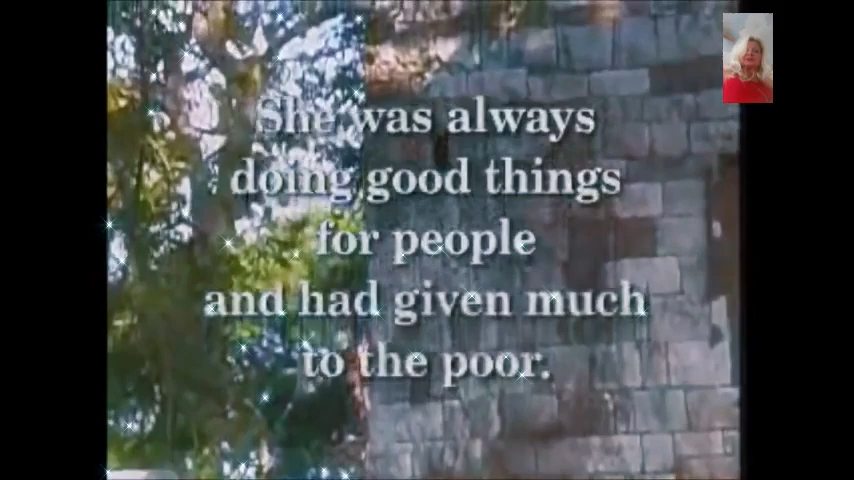 She was always
doing good things
for people
and had given much
to the poor.